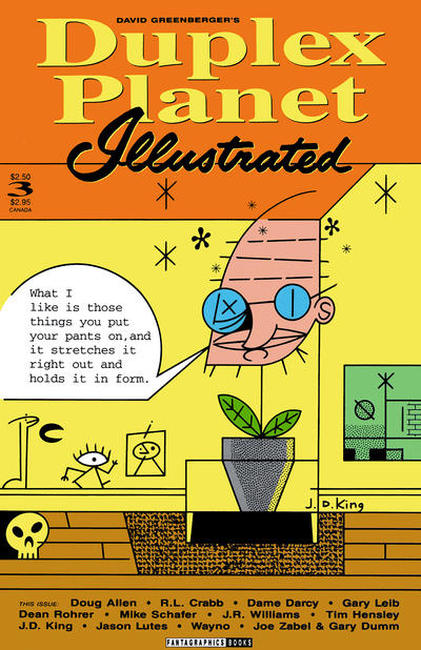 DAVID GREENBERGER'S
Duplex
Planet
Illustrated
$2.50
3
$2.95
CANADA
What I
like is those
things you put
your pants on,and
it stretches it
right out and
holds it in form.
J.D.King
THIS ISSUE: Doug Allen • R.L. Crabb • Dame Darcy • Gary Leib
Dean Rohrer • Mike Schafer • J.R. Williams • Tim Hensley
J.D. King • Jason Lutes • Wayno • Joe Zabel & Gary Dumm
FANTAGRAPHICS BOOKS